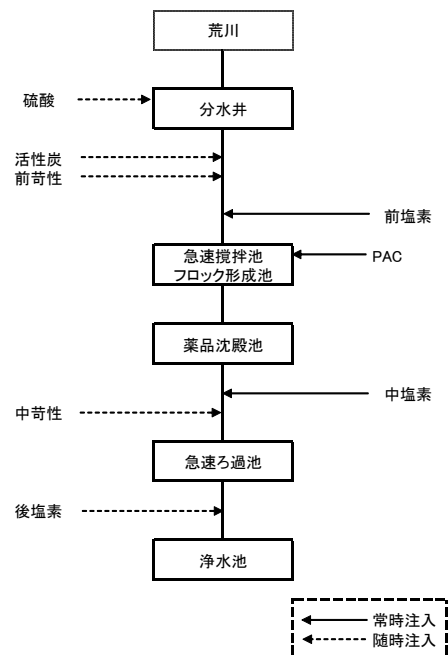 荒川
硫酸
分水井
活性炭
前苛性
前塩素
急速撹拌池
フロック形成池
PAC
薬品沈殿池
中塩素
中苛性
急速ろ過池
後塩素
浄水池
常時注入
随時注入